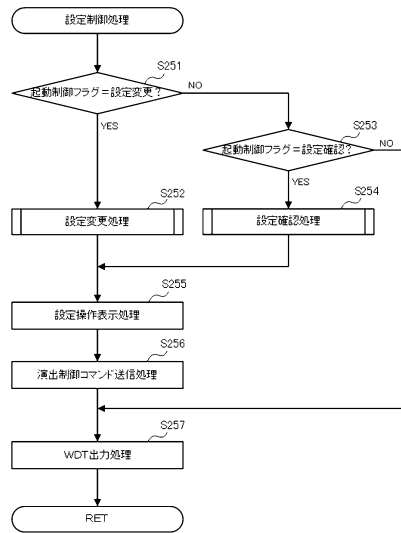 設定制御処理
S251
起動制御フラグ＝設定変更？
NO
YES
S253
起動制御フラグ＝設定確認？
NO
YES
S252
設定変更処理
S254
設定確認処理
S255
設定操作表示処理
S256
演出制御コマンド送信処理
S257
WDT出力処理
RET